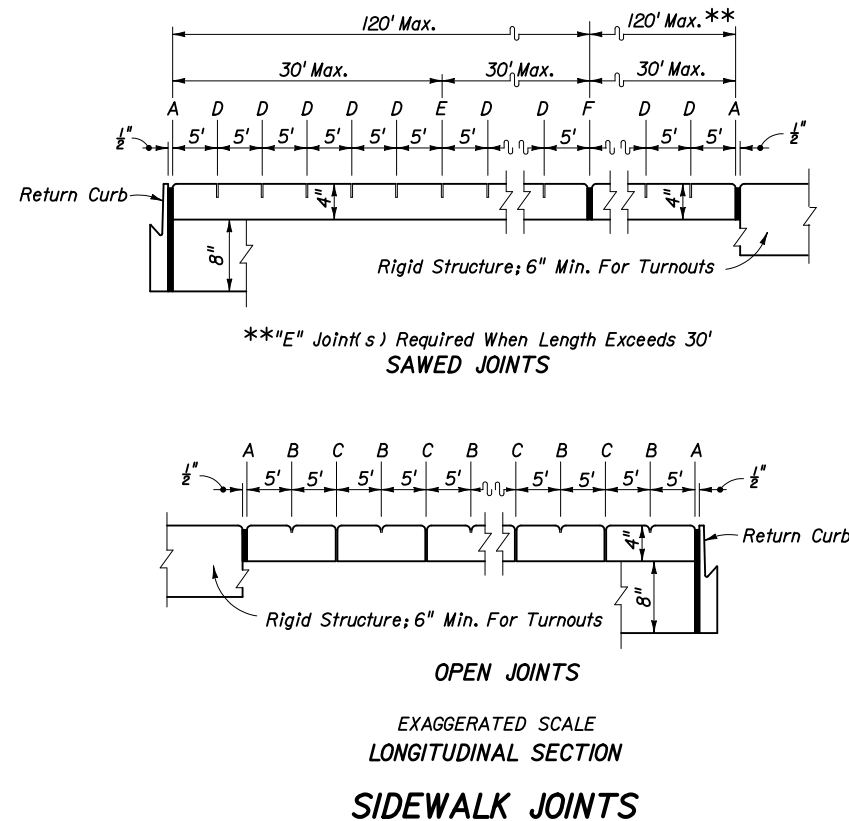 120' Max. 120' Max.**
30' Max. 30' Max. 30' Max.
A D D D D D E D D F D D A
1/2" 5' 5' 5' 5' 5' 5' 5' 5' 5' 1/2"
Return Curb
4" 4"
8"
Rigid Structure; 6" Min. For Turnouts
**"E" Joint(s) Required When Length Exceeds 30'
SAWED JOINTS
A B C B C B C B C B A
1/2" 5' 5' 5' 5' 5' 5' 5' 5' 5' 1/2"
4"
Return Curb
8"
Rigid Structure; 6" Min. For Turnouts
OPEN JOINTS
EXAGGERATED SCALE
LONGITUDINAL SECTION
SIDEWALK JOINTS